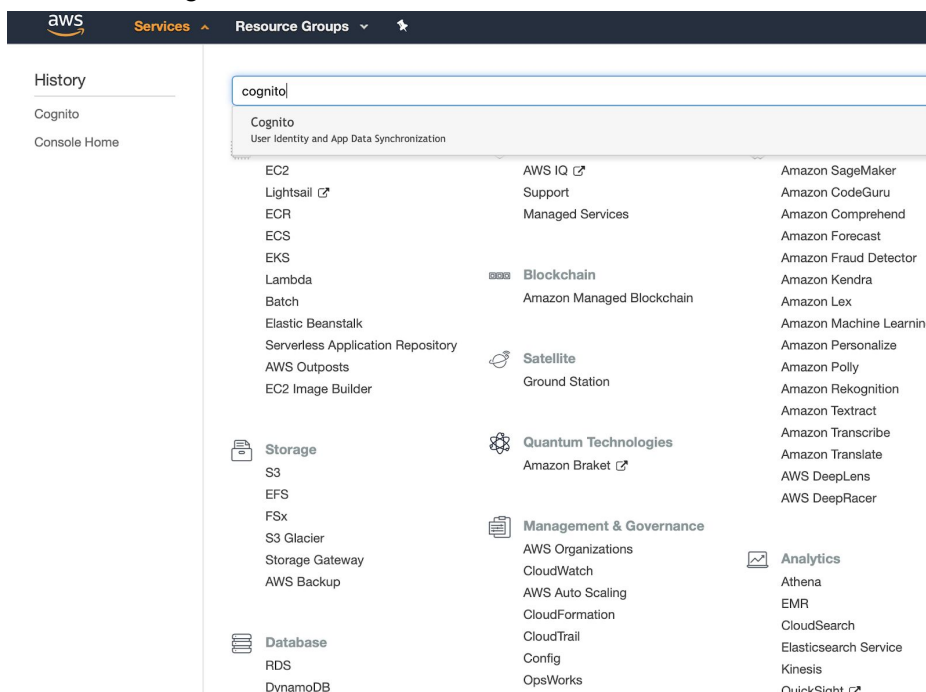 aws
Services
Resource Groups
History
Cognito
Console Home
cognito
Cognito
User Identity and App Data Synchronization
EC2
Lightsail
ECR
ECS
EKS
Lambda
Batch
Elastic Beanstalk
Serverless Application Repository
AWS Outposts
EC2 Image Builder
Storage
S3
EFS
FSx
S3 Glacier
Storage Gateway
AWS Backup
Database
RDS
DynamoDB
AWS IQ
Support
Managed Services
Blockchain
Amazon Managed Blockchain
Satellite
Ground Station
Quantum Technologies
Amazon Braket
Management & Governance
AWS Organizations
CloudWatch
AWS Auto Scaling
CloudFormation
CloudTrail
Config
OpsWorks
Amazon SageMaker
Amazon CodeGuru
Amazon Comprehend
Amazon Forecast
Amazon Fraud Detector
Amazon Kendra
Amazon Lex
Amazon Machine Learnin
Amazon Personalize
Amazon Polly
Amazon Rekognition
Amazon Textract
Amazon Transcribe
Amazon Translate
AWS DeepLens
AWS DeepRacer
Analytics
Athena
EMR
CloudSearch
Elasticsearch Service
Kinesis
QuickSight